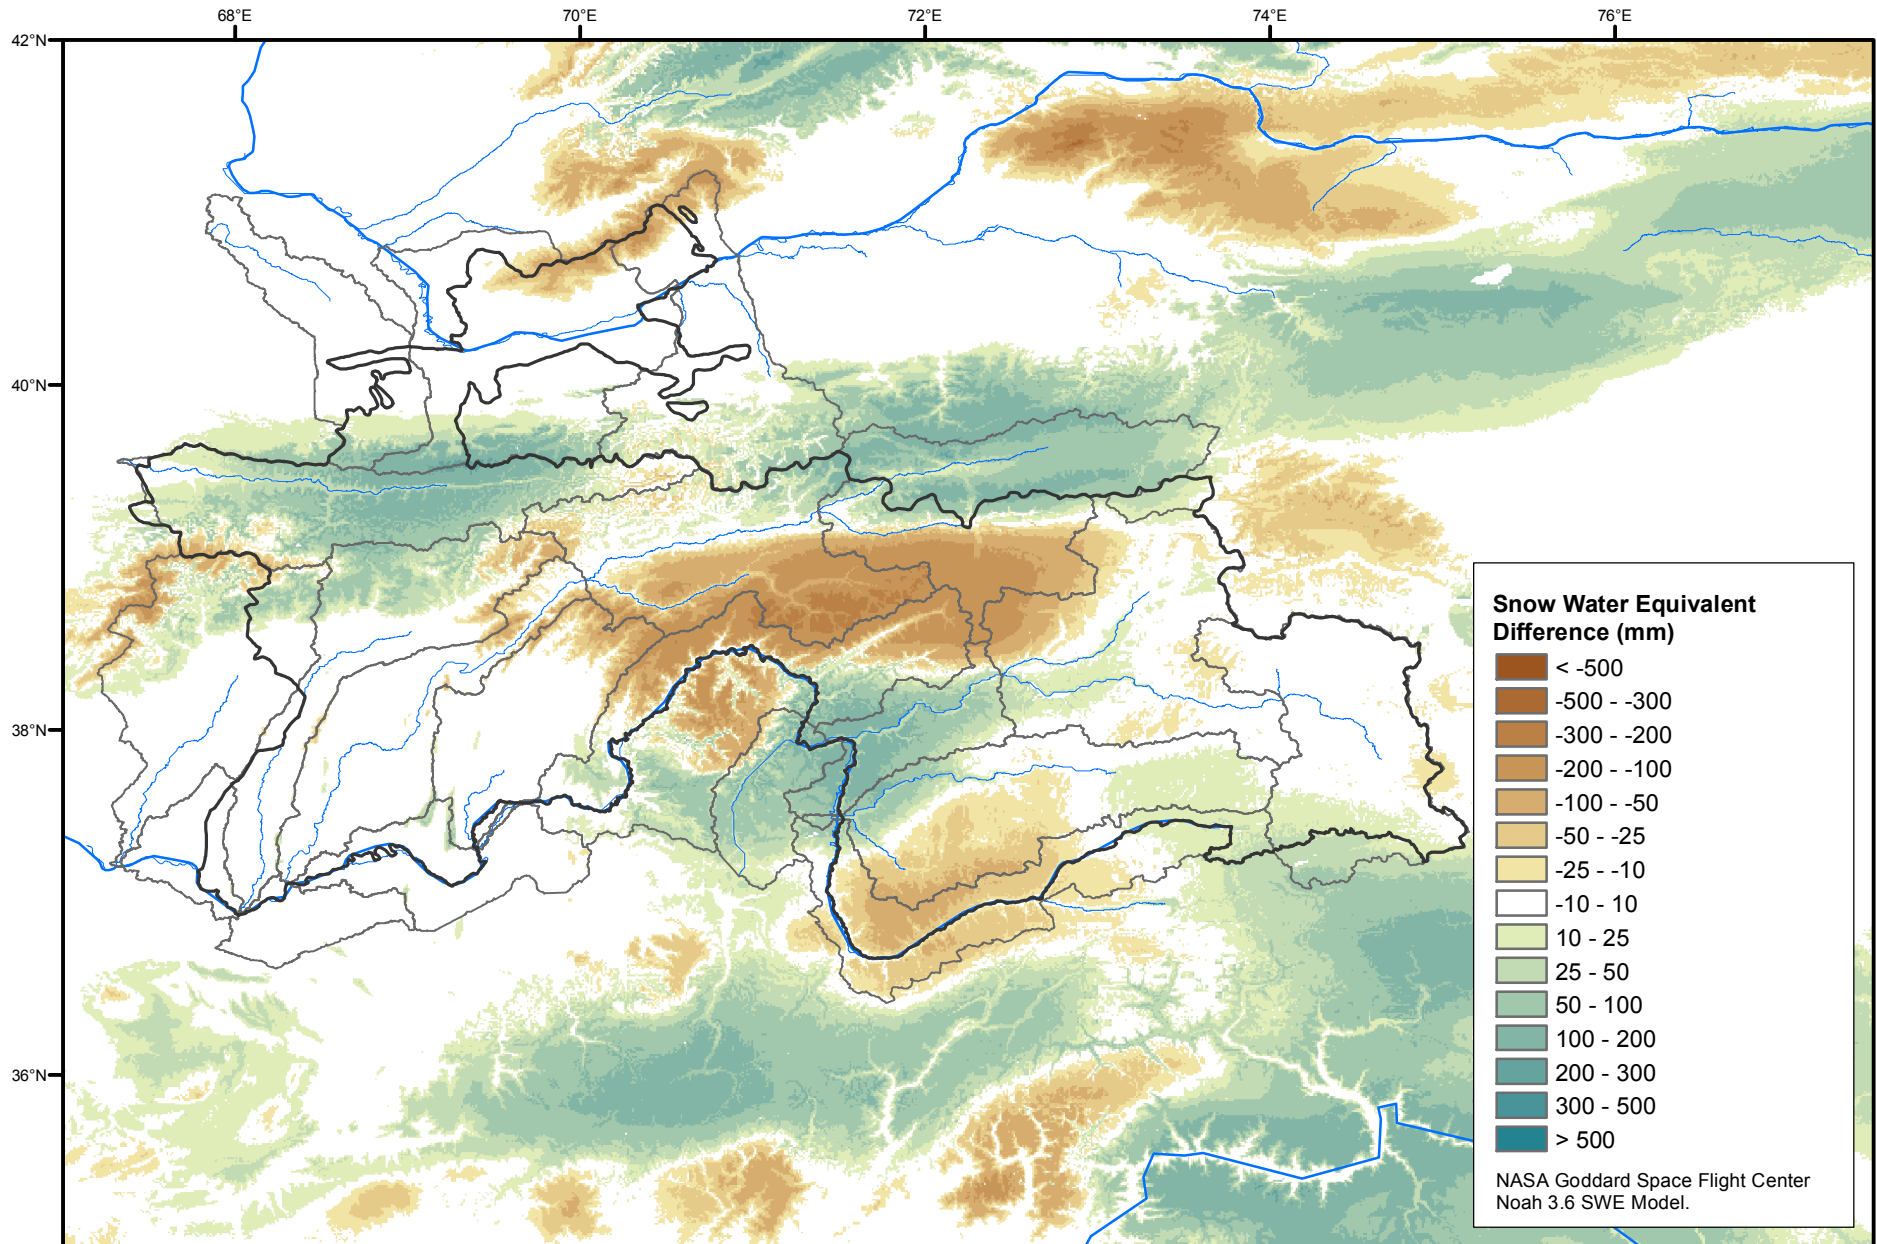 68°E 70°E 72°E 74°E 76°E
42°N
40°N
38°N
36°N
Snow Water Equivalent
Difference (mm)
< -500
-500 - -300
-300 - -200
-200 - -100
-100 - -50
-50 - -25
-25 - -10
-10 - 10
10 - 25
25 - 50
50 - 100
100 - 200
200 - 300
300 - 500
> 500
NASA Goddard Space Flight Center
Noah 3.6 SWE Model.